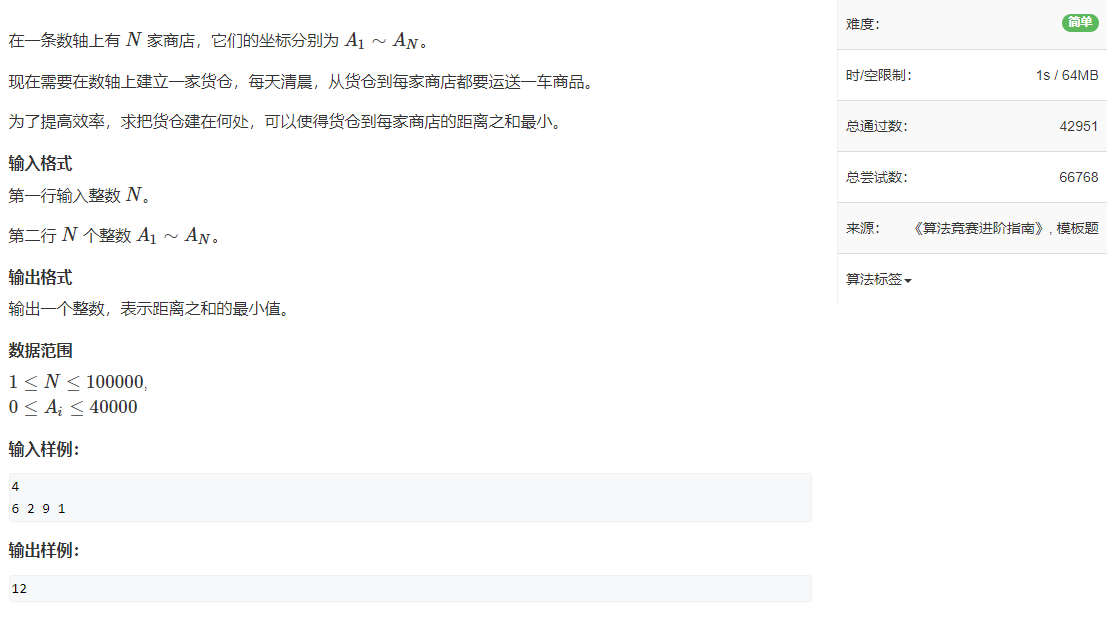 在一条数轴上有 N 家商店，它们的坐标分别为 A₁ ∼ A_N。
现在需要在数轴上建立一家货仓，每天清晨，从货仓到每家商店都要运送一车商品。
为了提高效率，求把货仓建在何处，可以使得货仓到每家商店的距离之和最小。
输入格式
第一行输入整数 N。
第二行 N 个整数 A₁ ∼ A_N。
输出格式
输出一个整数，表示距离之和的最小值。
数据范围
1 ≤ N ≤ 100000,
0 ≤ A_i ≤ 40000
输入样例：
4
6 2 9 1
输出样例：
12
难度： 简单
时/空限制： 1s / 64MB
总通过数： 42951
总尝试数： 66768
来源： 《算法竞赛进阶指南》, 模板题
算法标签